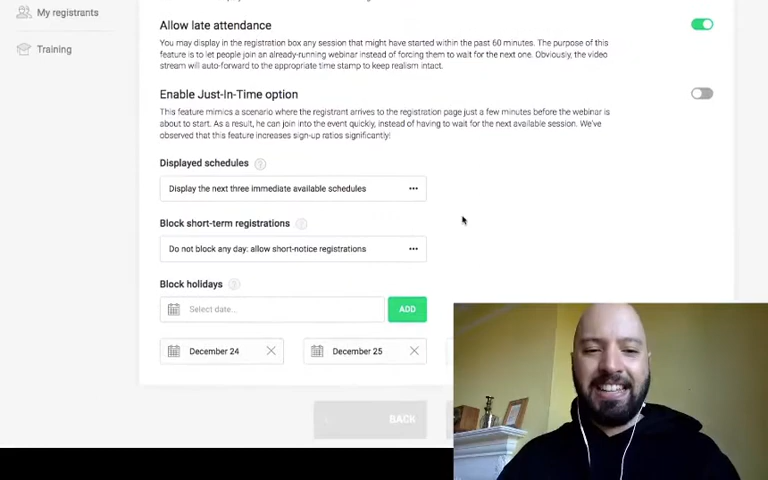 My registrants
Allow late attendance
You may display in the registration box any session that might have started within the past 60 minutes. The purpose of this
feature is to let people join an already-running webinar instead of forcing them to wait for the next one. Obviously, the video
stream will auto-forward to the appropriate time stamp to keep realism intact.
Training
Enable Just-In-Time option
This feature mimics a scenario where the registrant arrives to the registration page just a few minutes before the webinar is
about to start. As a result, he can join into the event quickly, instead of having to wait for the next available session. We've
observed that this feature increases sign-up ratios significantly!
Displayed schedules ?
Display the next three immediate available schedules
Block short-term registrations ?
Do not block any day: allow short-notice registrations
Block holidays ?
Select date...
ADD
December 24
December 25
BACK